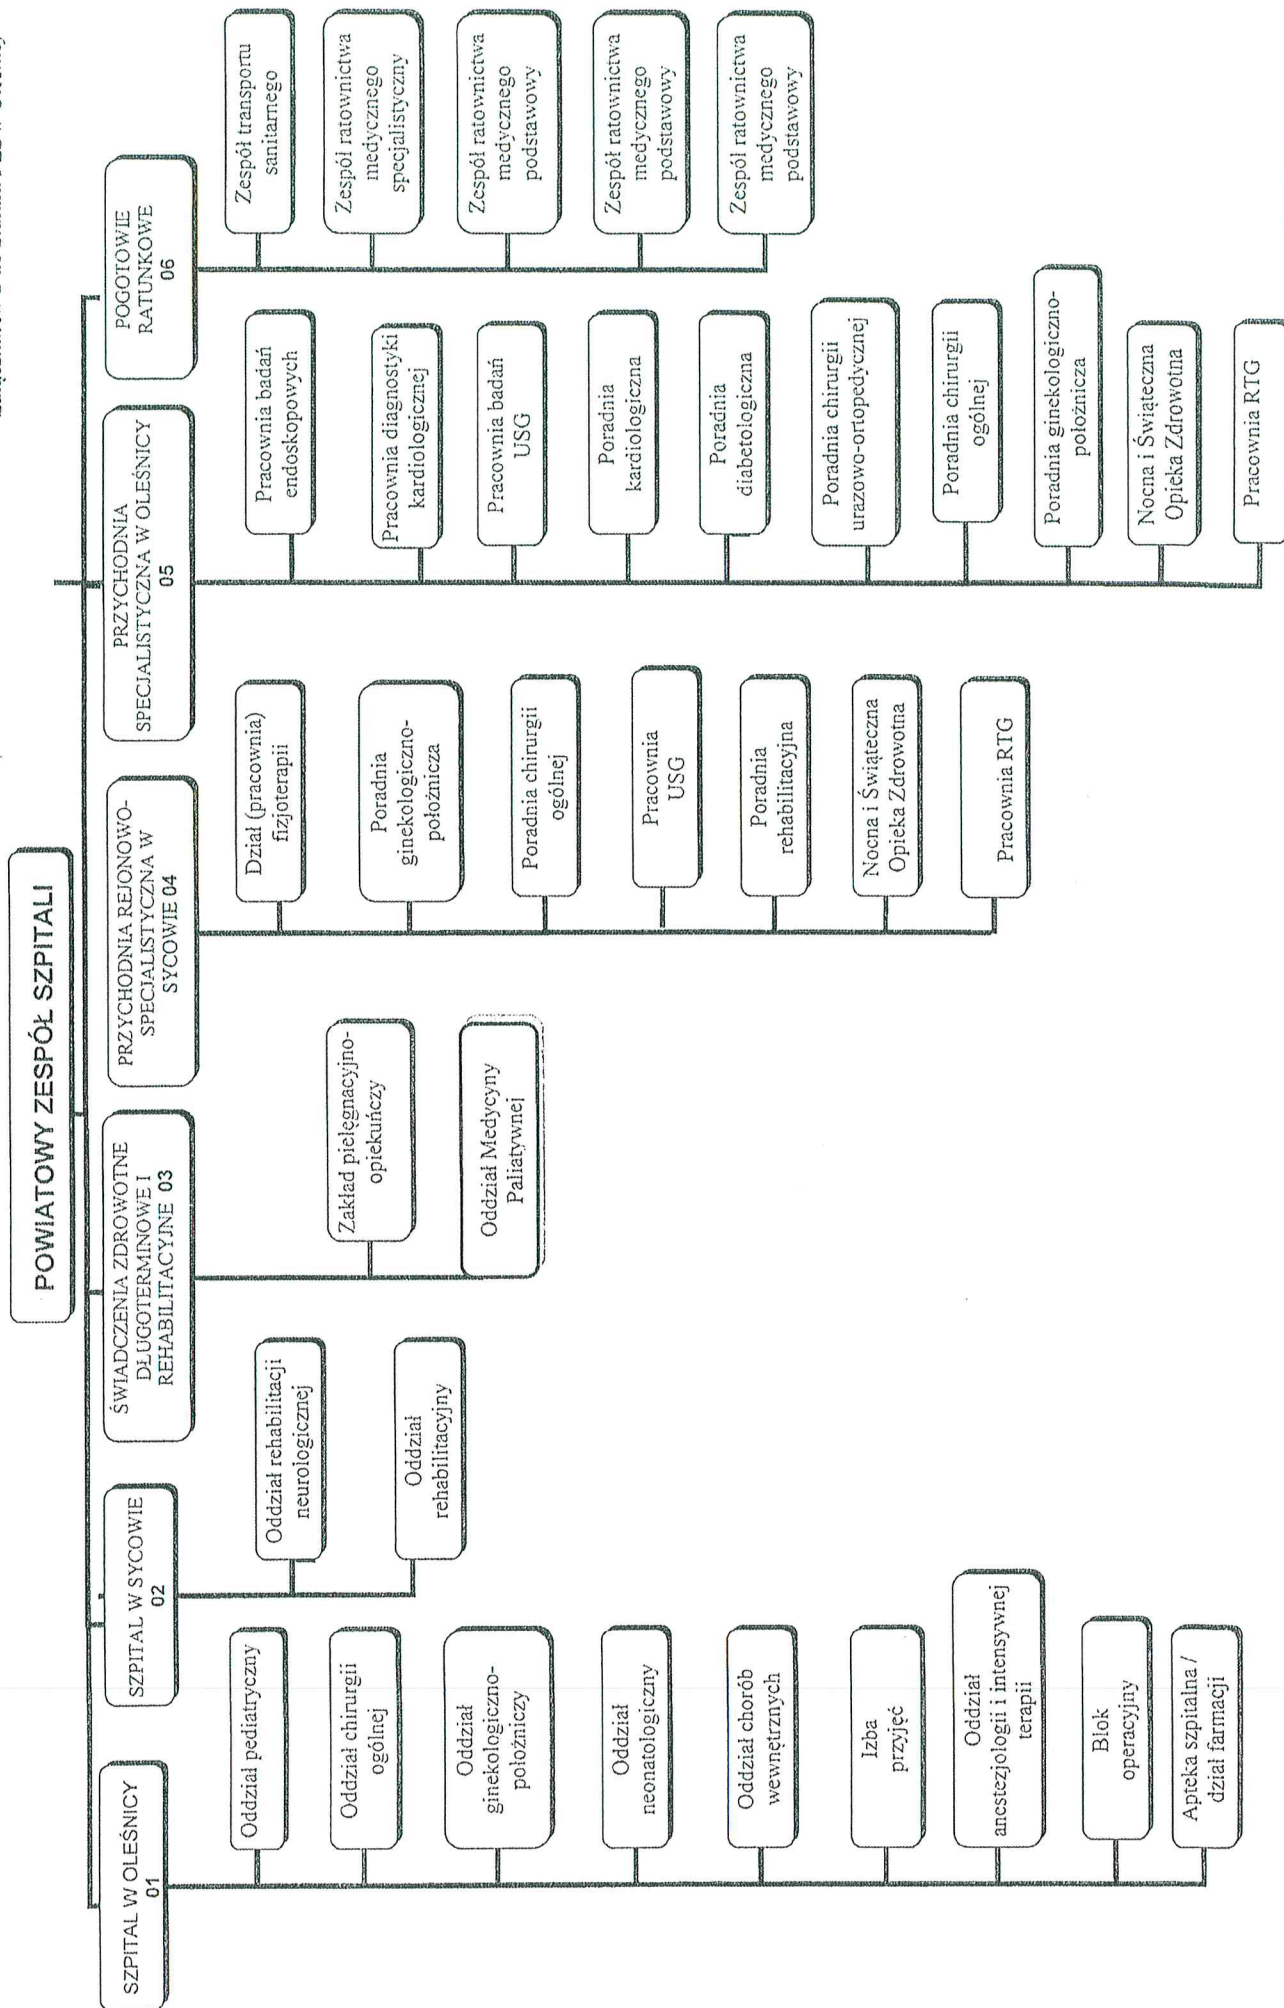 POWIATOWY ZESPÓŁ SZPITALI
SZPITAL W OLEŚNICY
01
Oddział pediatryczny
Oddział chirurgii
ogólnej
Oddział
ginekologiczno-
położniczy
Oddział
neonatologiczny
Oddział chorób
wewnętrznych
Izba
przyjęć
Oddział
anestezjologii i intensywnej
terapii
Blok
operacyjny
Apteka szpitalna /
dział farmacji
SZPITAL W SYCOWIE
02
Oddział rehabilitacji
neurologicznej
Oddział
rehabilitacyjny
ŚWIADCZENIA ZDROWOTNE
DŁUGOTERMINOWE I
REHABILITACYJNE 03
Zakład pielęgnacyjno-
opiekuńczy
Oddział Medycyny
Paliatywnej
PRZYCHODNIA REJONOWO-
SPECJALISTYCZNA W
SYCOWIE 04
Dział (pracownia)
fizjoterapii
Poradnia
ginekologiczno-
położnicza
Poradnia chirurgii
ogólnej
Pracownia
USG
Poradnia
rehabilitacyjna
Nocna i Świąteczna
Opieka Zdrowotna
Pracownia RTG
PRZYCHODNIA
SPECJALISTYCZNA W OLEŚNICY
05
Pracownia badań
endoskopowych
Pracownia diagnostyki
kardiologicznej
Pracownia badań
USG
Poradnia
kardiologiczna
Poradnia
diabetologiczna
Poradnia chirurgii
urazowo-ortopedycznej
Poradnia chirurgii
ogólnej
Poradnia ginekologiczno-
położnicza
Nocna i Świąteczna
Opieka Zdrowotna
Pracownia RTG
POGOTOWIE
RATUNKOWE
06
Zespół transportu
sanitarnego
Zespół ratownictwa
medycznego
specjalistyczny
Zespół ratownictwa
medycznego
podstawowy
Zespół ratownictwa
medycznego
podstawowy
Zespół ratownictwa
medycznego
podstawowy